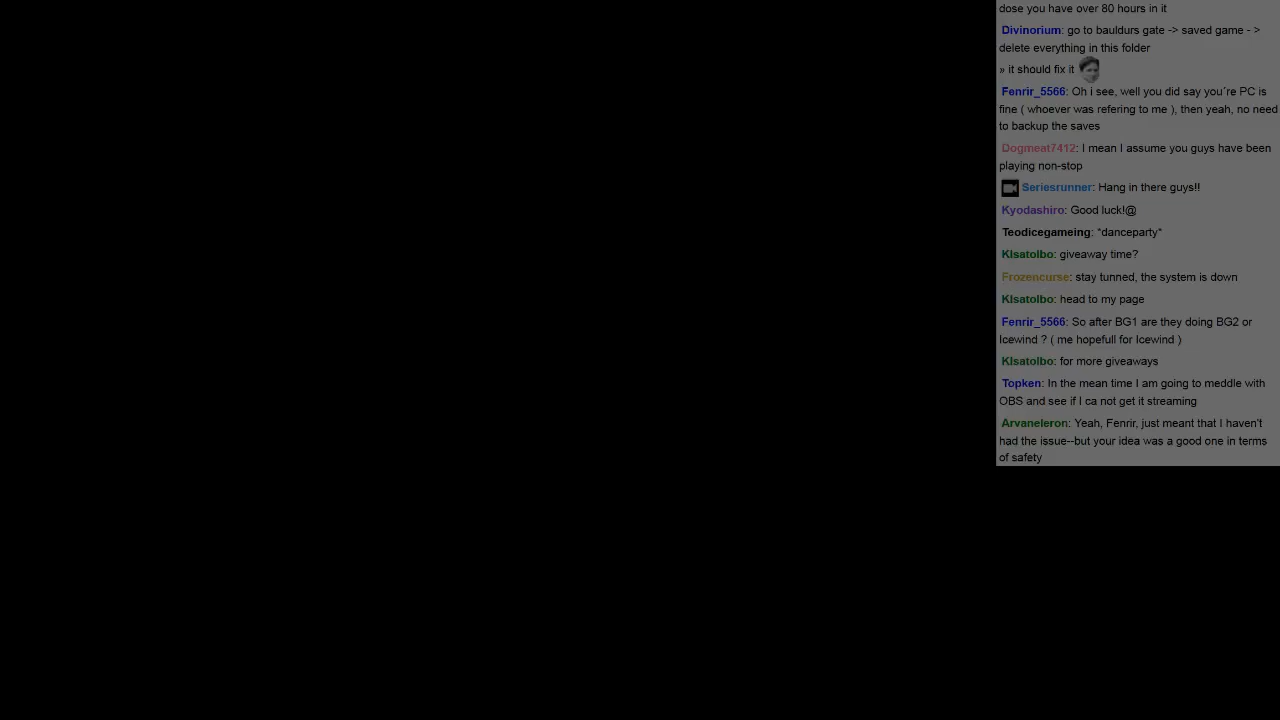 dose you have over 80 hours in it
Divinorium: go to bauldurs gate -> saved game - >
delete everything in this folder
» it should fix it
Fenrir_5566: Oh i see, well you did say you´re PC is
fine ( whoever was refering to me ), then yeah, no need
to backup the saves
Dogmeat7412: I mean I assume you guys have been
playing non-stop
Seriesrunner: Hang in there guys!!
Kyodashiro: Good luck!@
Teodicegameing: *danceparty*
Klsatolbo: giveaway time?
Frozencurse: stay tunned, the system is down
Klsatolbo: head to my page
Fenrir_5566: So after BG1 are they doing BG2 or
Icewind ? ( me hopefull for Icewind )
Klsatolbo: for more giveaways
Topken: In the mean time I am going to meddle with
OBS and see if I ca not get it streaming
Arvaneleron: Yeah, Fenrir, just meant that I haven't
had the issue--but your idea was a good one in terms
of safety